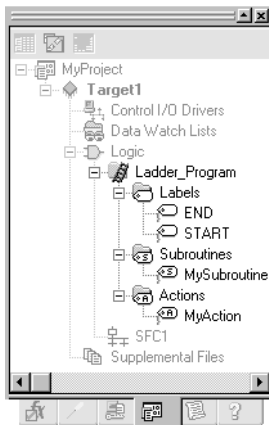 MyProject
Target1
Control I/O Drivers
Data Watch Lists
Logic
Ladder_Program
Labels
END
START
Subroutines
MySubroutine
Actions
MyAction
SFC1
Supplemental Files